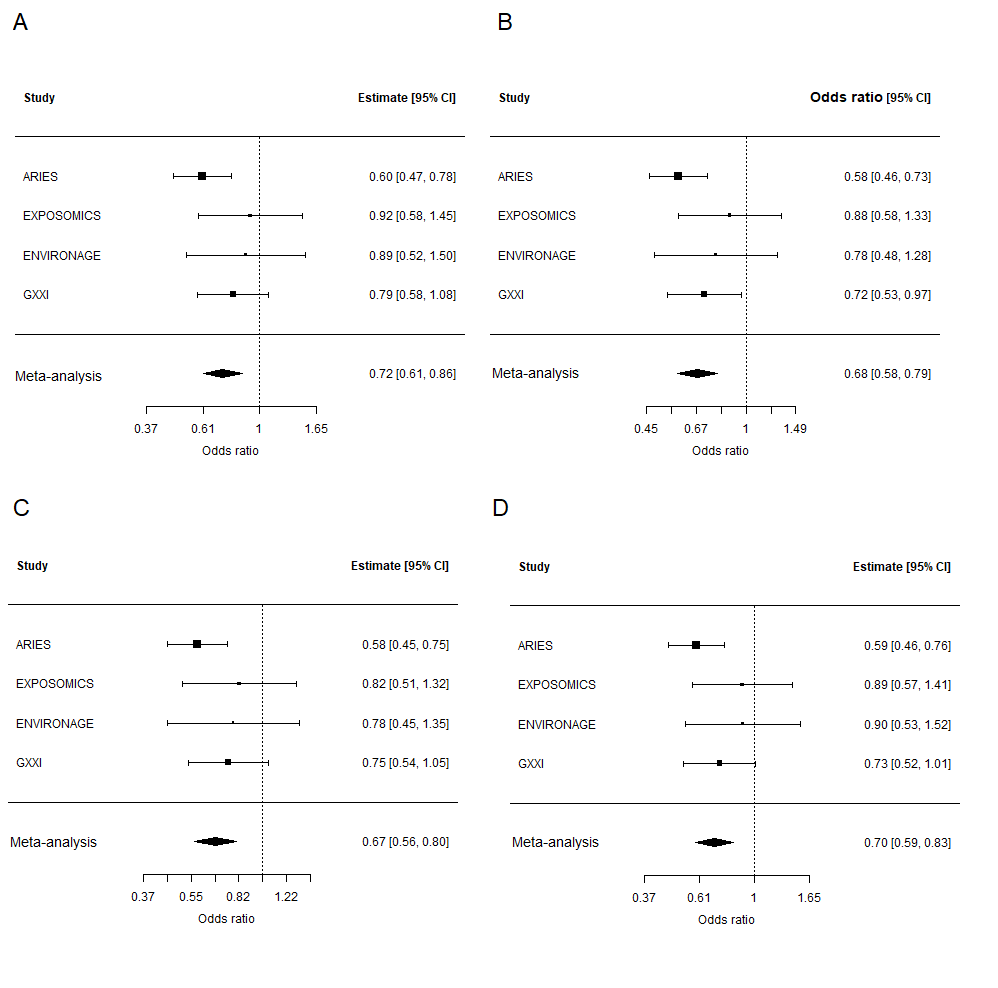 A
Study Estimate [95% CI]
ARIES 0.60 [0.47, 0.78]
EXPOSOMICS 0.92 [0.58, 1.45]
ENVIRONAGE 0.89 [0.52, 1.50]
GXXI 0.79 [0.58, 1.08]
Meta-analysis 0.72 [0.61, 0.86]
0.37 0.61 1 1.65
Odds ratio
B
Study Odds ratio [95% CI]
ARIES 0.58 [0.46, 0.73]
EXPOSOMICS 0.88 [0.58, 1.33]
ENVIRONAGE 0.78 [0.48, 1.28]
GXXI 0.72 [0.53, 0.97]
Meta-analysis 0.68 [0.58, 0.79]
0.45 0.67 1 1.49
Odds ratio
C
Study Estimate [95% CI]
ARIES 0.58 [0.45, 0.75]
EXPOSOMICS 0.82 [0.51, 1.32]
ENVIRONAGE 0.78 [0.45, 1.35]
GXXI 0.75 [0.54, 1.05]
Meta-analysis 0.67 [0.56, 0.80]
0.37 0.55 0.82 1.22
Odds ratio
D
Study Estimate [95% CI]
ARIES 0.59 [0.46, 0.76]
EXPOSOMICS 0.89 [0.57, 1.41]
ENVIRONAGE 0.90 [0.53, 1.52]
GXXI 0.73 [0.52, 1.01]
Meta-analysis 0.70 [0.59, 0.83]
0.37 0.61 1 1.65
Odds ratio